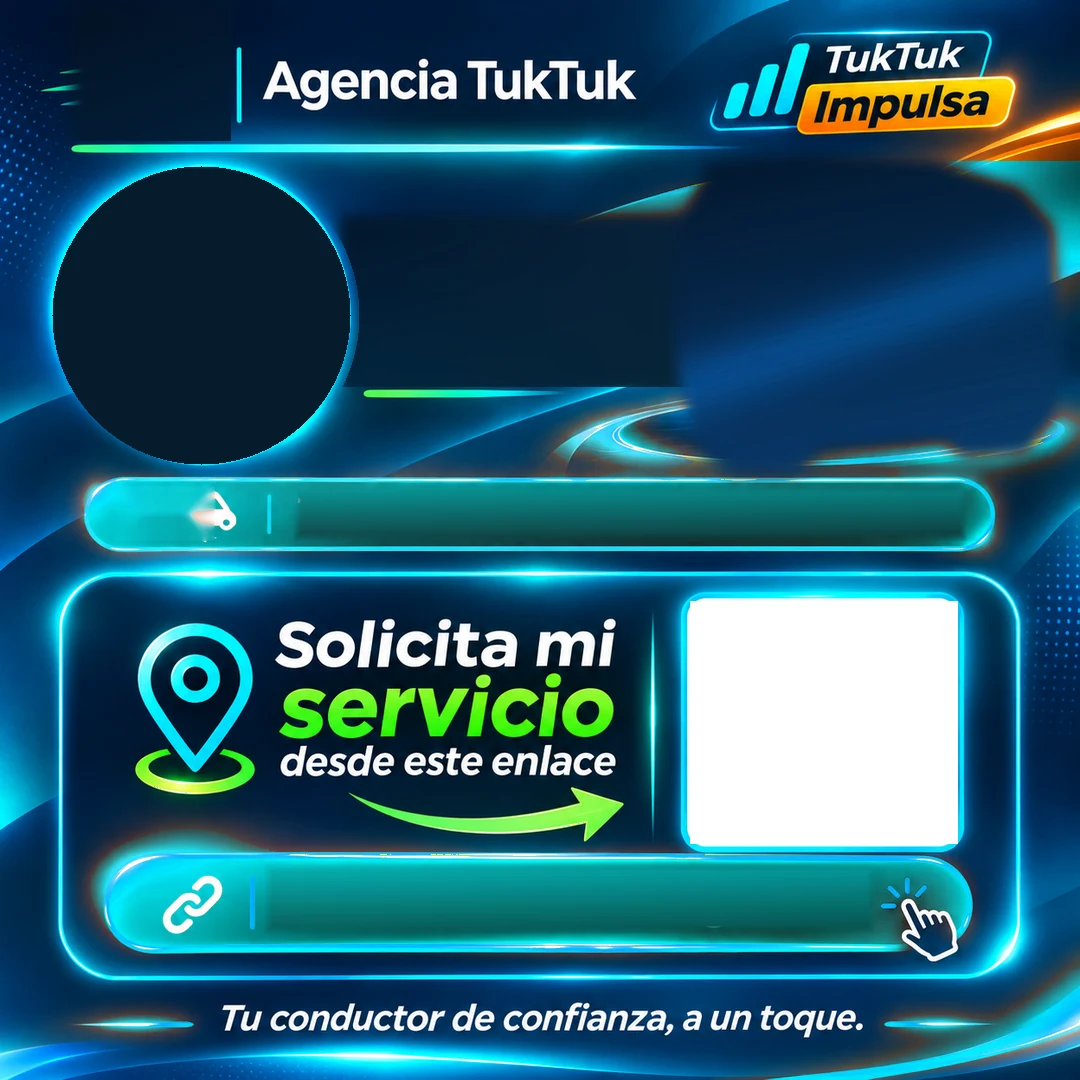 Agencia TukTuk
TukTuk
Impulsa
Solicita mi
servicio
desde este enlace
Tu conductor de confianza, a un toque.